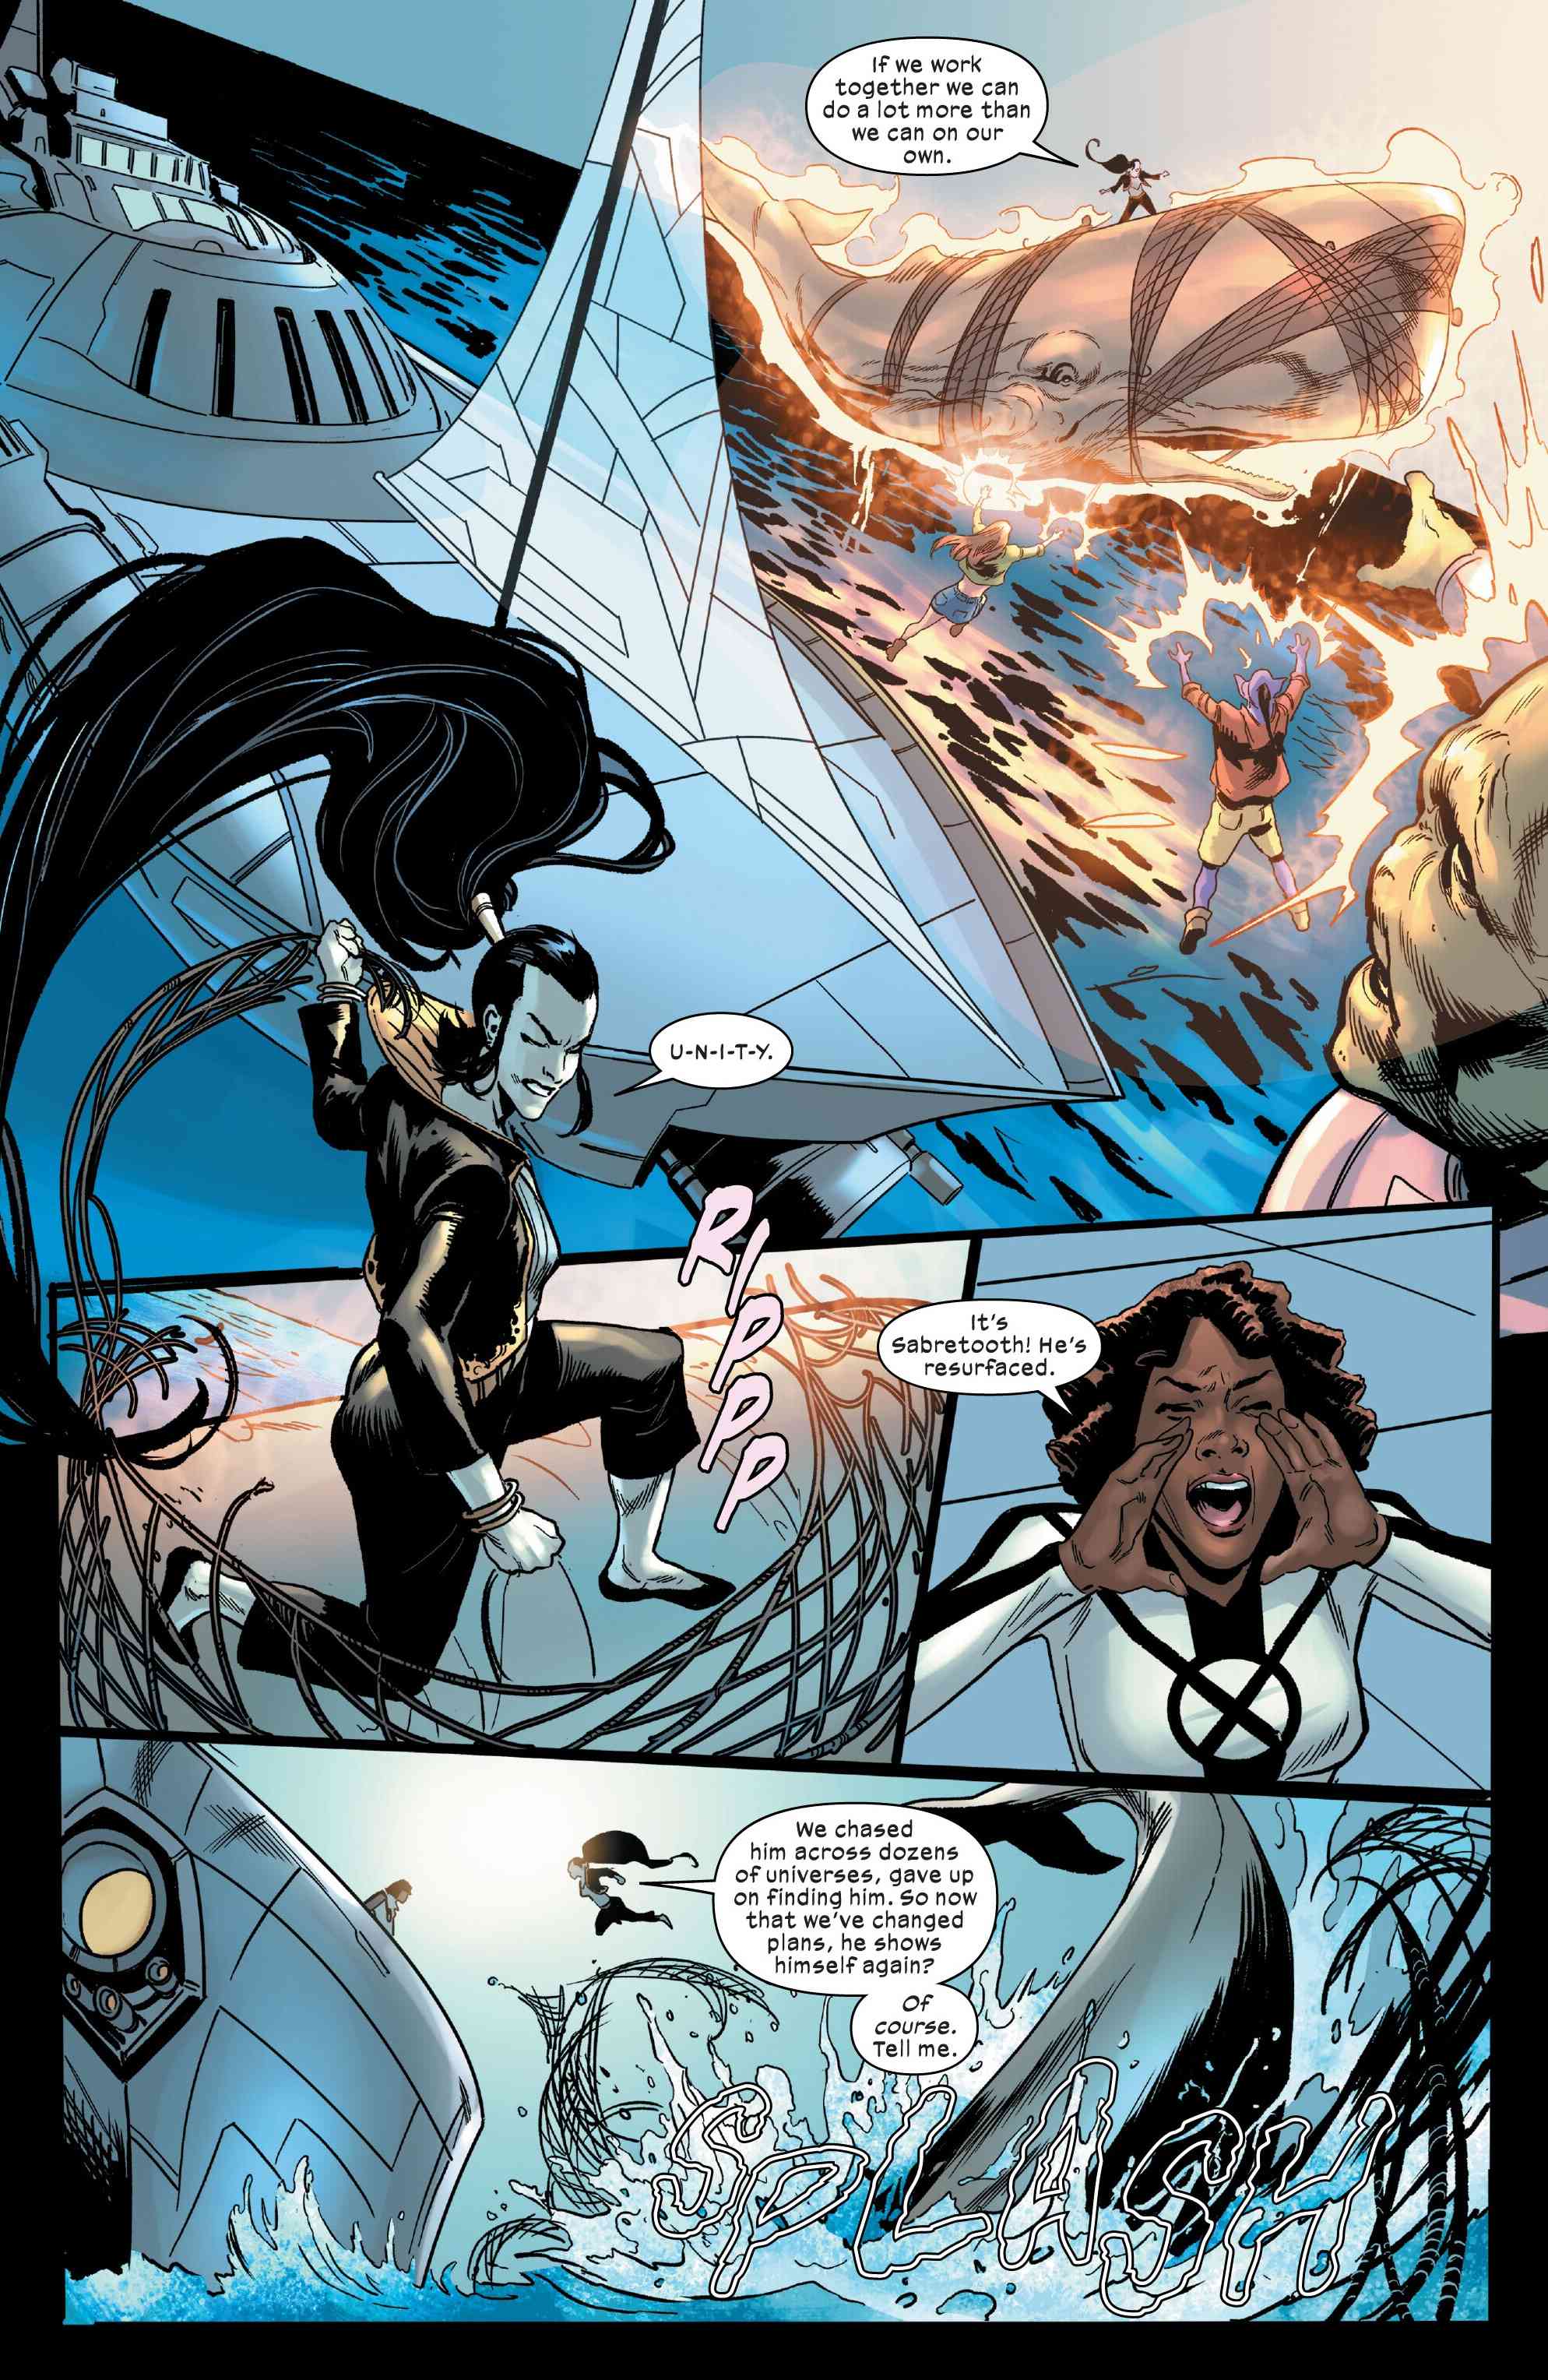 If we work
together we can
do a lot more than
we can on our
own.
U-N-I-T-Y.
RIPPPP
It's
Sabretooth! He's
resurfaced.
We chased
him across dozens
of universes, gave up
on finding him. So now
that we've changed
plans, he shows
himself again?
Of
course.
Tell me.
SPLASH